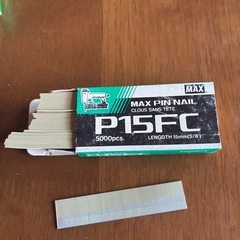 MAX
MAX PIN NAIL
CLOUS SANS TÊTE
P15FC
5000pcs.
LENGTH 15mm(5/8")